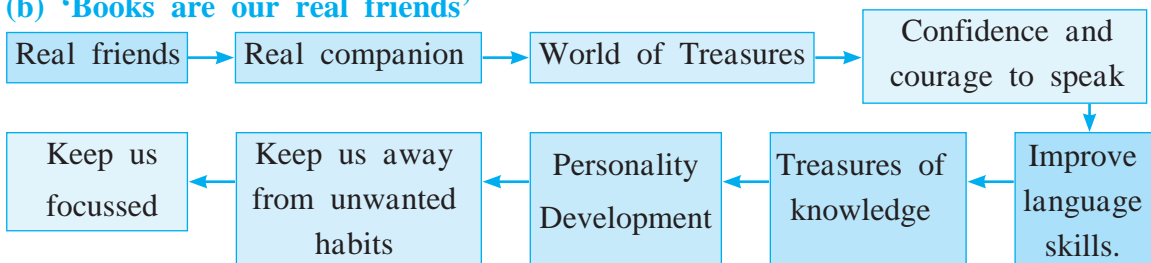 (b) ‘Books are our real friends’
Real friends
Real companion
World of Treasures
Confidence and
courage to speak
Improve
language
skills.
Treasures of
knowledge
Personality
Development
Keep us away
from unwanted
habits
Keep us
focussed